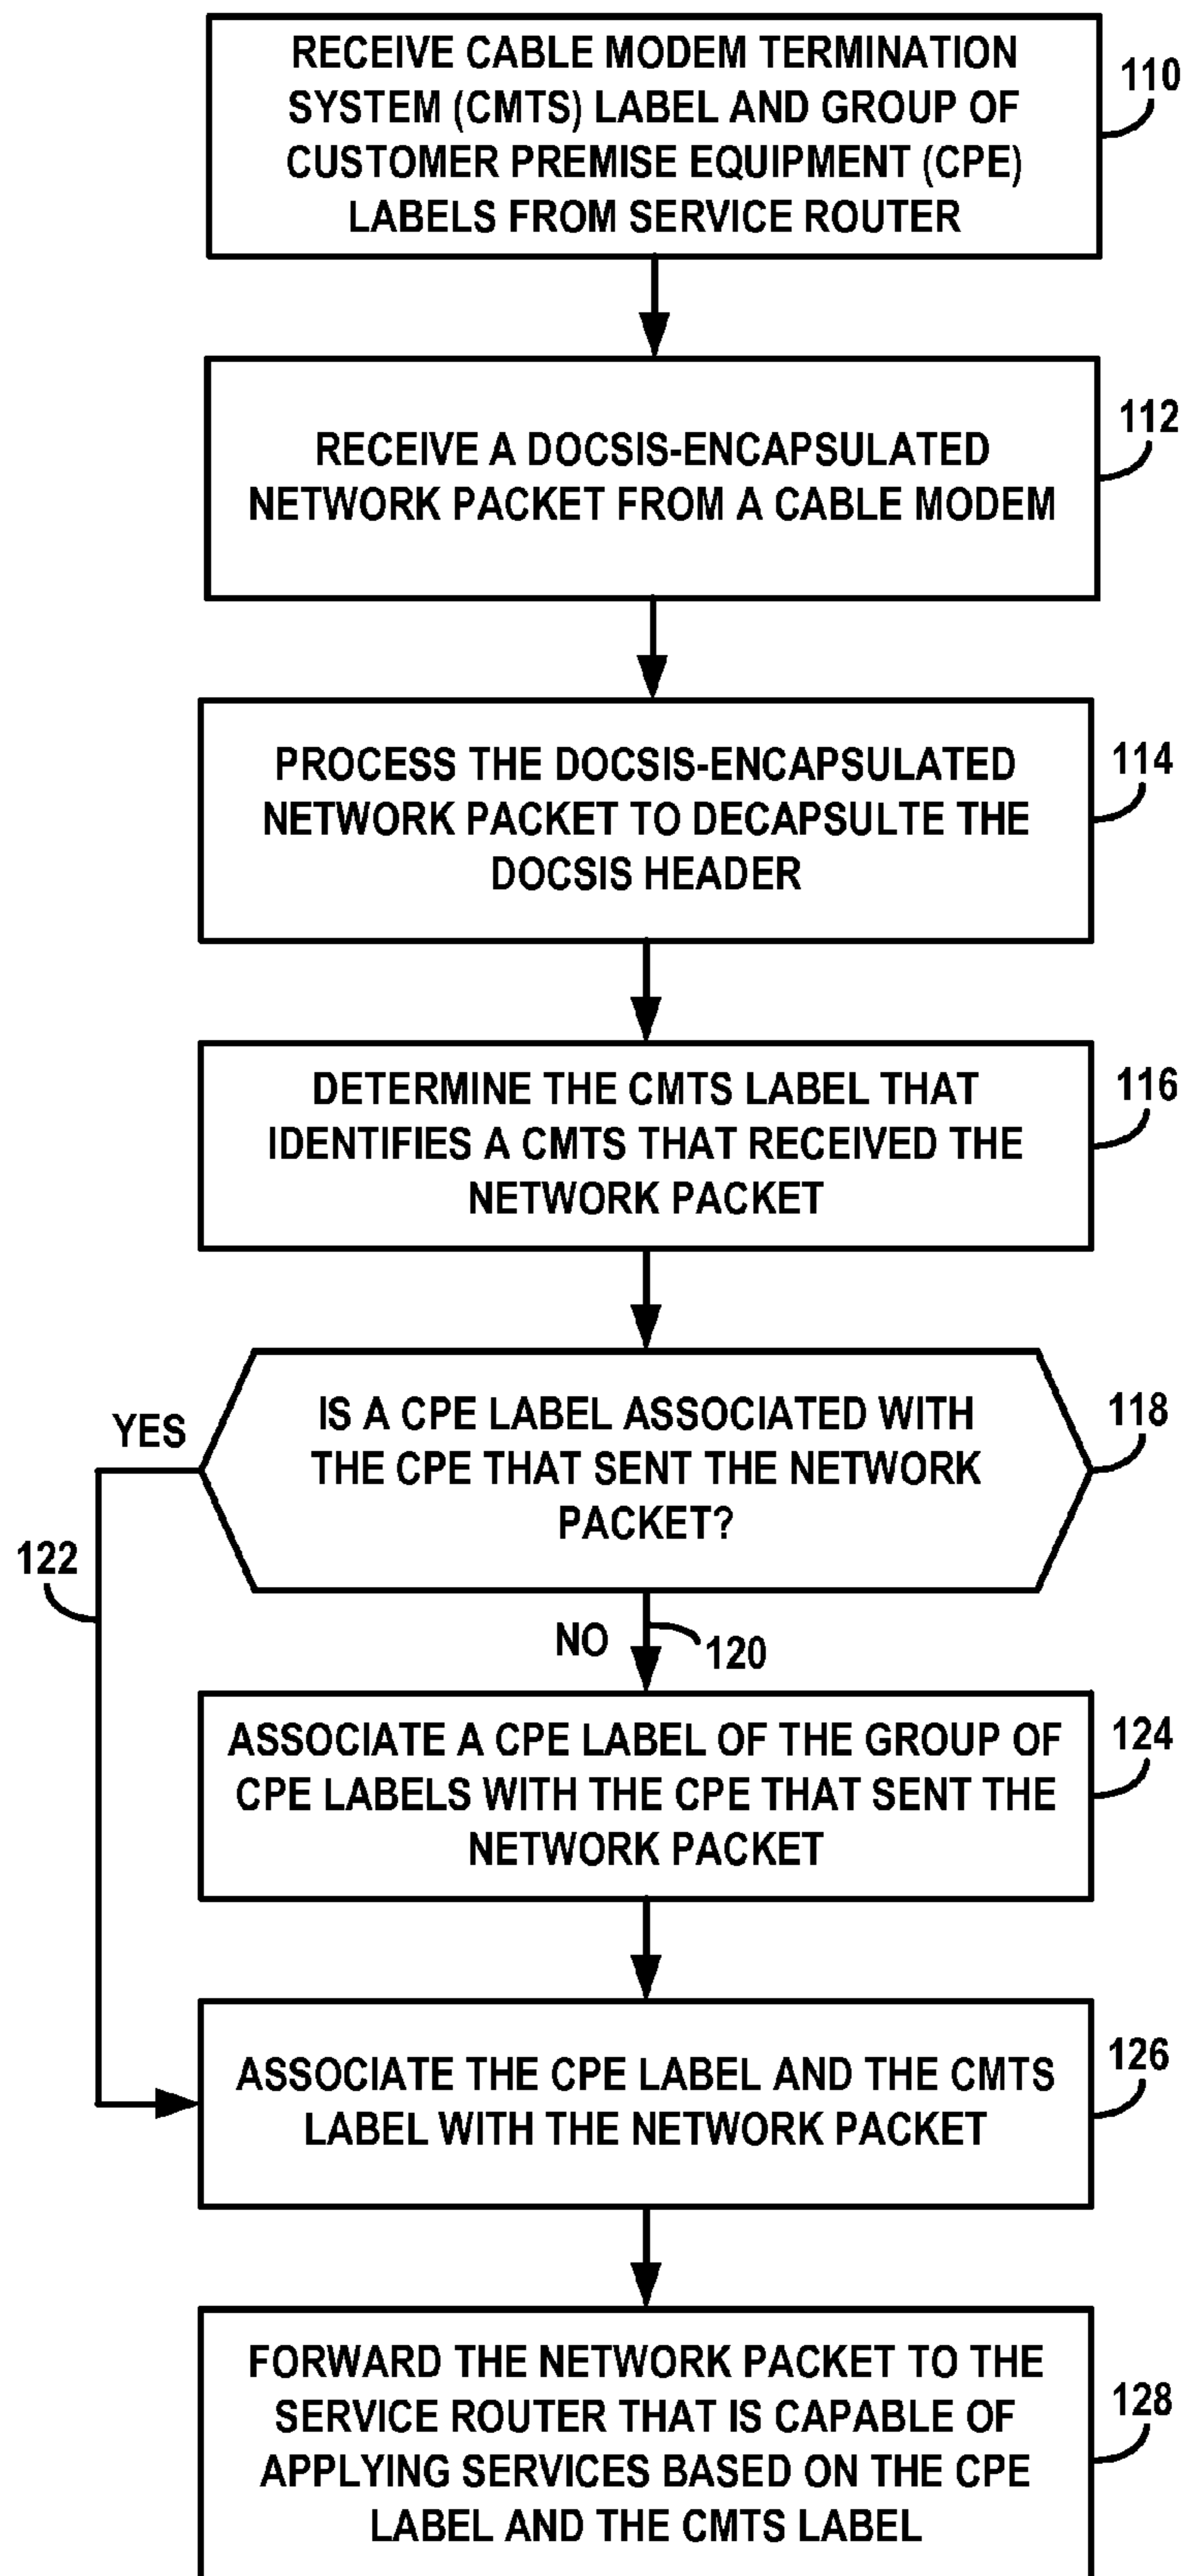 RECEIVE CABLE MODEM TERMINATION
SYSTEM (CMTS) LABEL AND GROUP OF
CUSTOMER PREMISE EQUIPMENT (CPE)
LABELS FROM SERVICE ROUTER
110
RECEIVE A DOCSIS-ENCAPSULATED
NETWORK PACKET FROM A CABLE MODEM
112
PROCESS THE DOCSIS-ENCAPSULATED
NETWORK PACKET TO DECAPSULTE THE
DOCSIS HEADER
114
DETERMINE THE CMTS LABEL THAT
IDENTIFIES A CMTS THAT RECEIVED THE
NETWORK PACKET
116
IS A CPE LABEL ASSOCIATED WITH
THE CPE THAT SENT THE NETWORK
PACKET?
118
YES
122
NO
120
ASSOCIATE A CPE LABEL OF THE GROUP OF
CPE LABELS WITH THE CPE THAT SENT THE
NETWORK PACKET
124
ASSOCIATE THE CPE LABEL AND THE CMTS
LABEL WITH THE NETWORK PACKET
126
FORWARD THE NETWORK PACKET TO THE
SERVICE ROUTER THAT IS CAPABLE OF
APPLYING SERVICES BASED ON THE CPE
LABEL AND THE CMTS LABEL
128